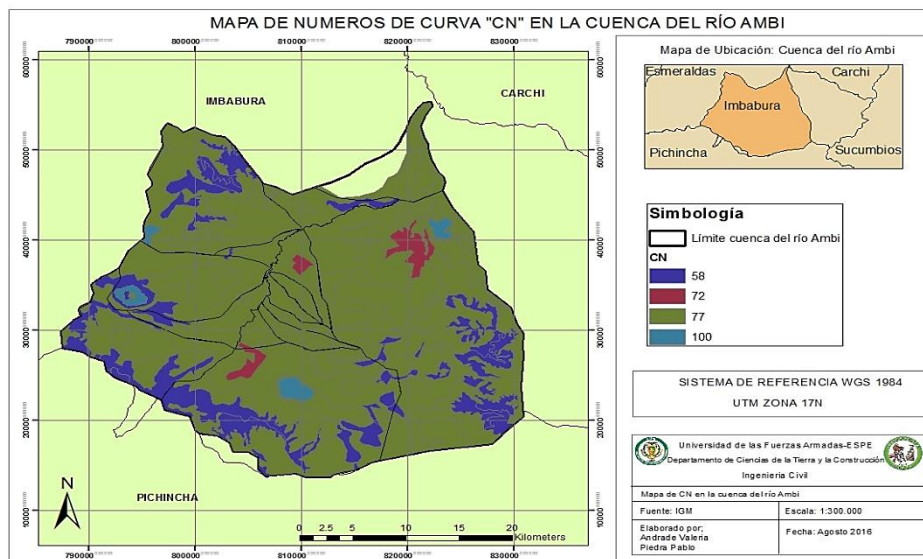 MAPA DE NUMEROS DE CURVA "CN" EN LA CUENCA DEL RÍO AMBI
790000 800000 810000 820000 830000
60000
50000
40000
30000
20000
10000
IMBABURA
CARCHI
PICHINCHA
N
0 2.5 5 10 15 20
Kilometers
790000 800000 810000 820000 830000
Mapa de Ubicación: Cuenca del río Ambi
Esmeraldas
Carchi
Imbabura
Pichincha
Sucumbios
Simbología
Límite cuenca del río Ambi
CN
58
72
77
100
SISTEMA DE REFERENCIA WGS 1984
UTM ZONA 17N
Universidad de las Fuerzas Armadas-ESPE
Departamento de Ciencias de la Tierra y la Construcción
Ingeniería Civil
Mapa de CN en la cuenca del río Ambi
Fuente: IGM
Escala: 1:300.000
Elaborado por;
Andrade Valeria
Piedra Pablo
Fecha: Agosto 2016